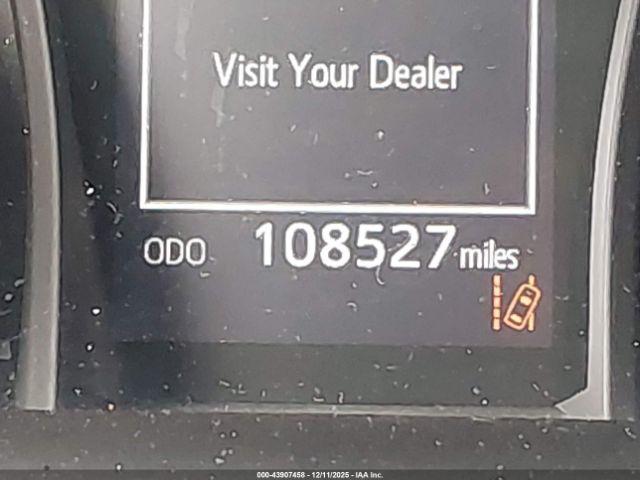 Visit Your Dealer
ODO 108527 miles
000-43907458 - 12/11/2025 - IAA Inc.